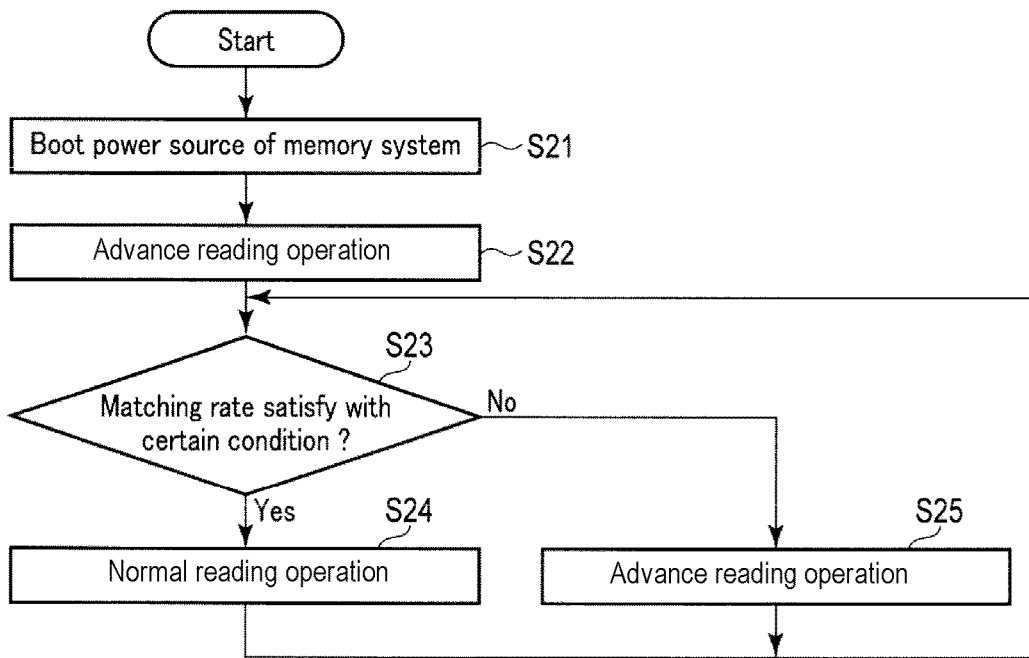 Start
Boot power source of memory system
S21
Advance reading operation
S22
S23
Matching rate satisfy with
certain condition ?
No
Yes
S24
Normal reading operation
S25
Advance reading operation